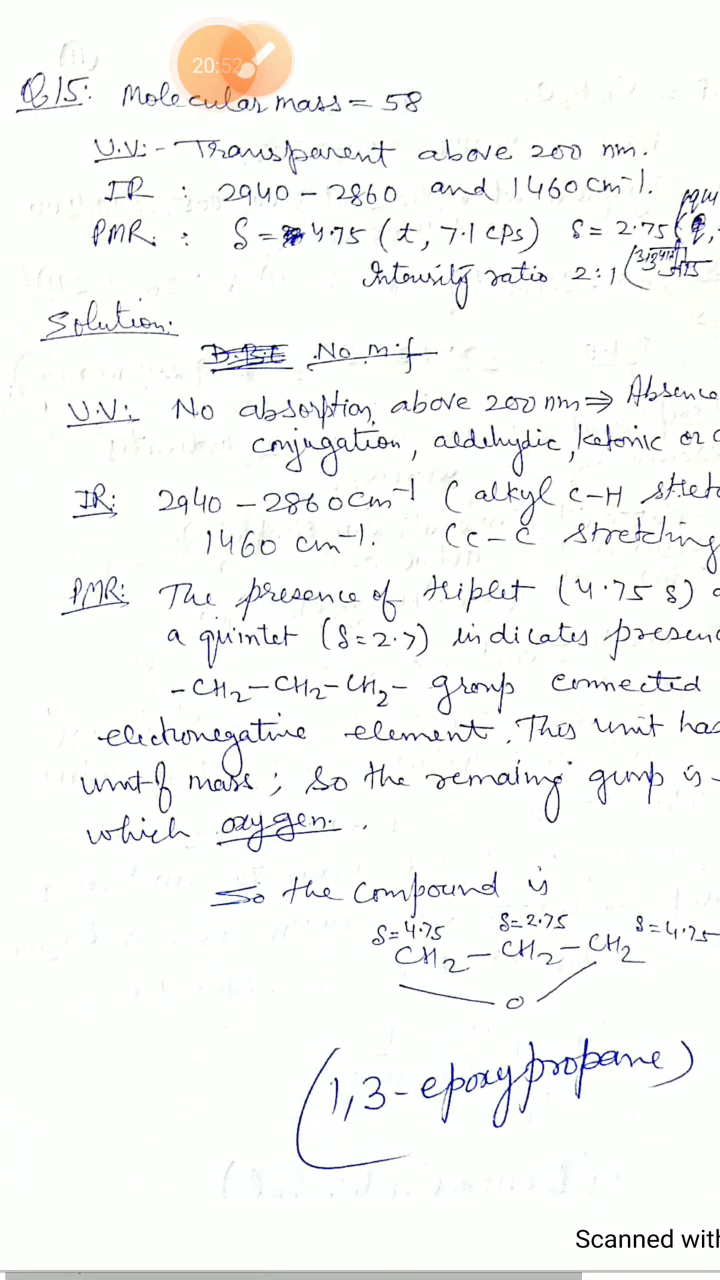 20:52
Q15: Molecular mass = 58
U.V: - Transparent above 200 nm.
IR : 2940 - 2860 and 1460 cm-1.
PMR : δ = 4.75 (t, 7.1 cps) δ = 2.75 (q,
Intensity ratio 2:1
Solution:
D.B.E No m.f
U.V: No absorption above 200 nm ⇒ Absence
conjugation, aldehydic, ketonic or
IR: 2940 - 2860 cm-1 (alkyl C-H stret
1460 cm-1. (C-C stretching
PMR: The presence of triplet (4.75 δ)
a quintet (δ=2.7) indicates presen
-CH2-CH2-CH2- group connected
electronegative element. This unit has
unit of mass ; So the remaing group is
which oxygen.
So the compound is
δ=4.75 δ=2.75 δ=4.75
CH2 - CH2 - CH2
O
(1,3-epoxypropane)
Scanned with